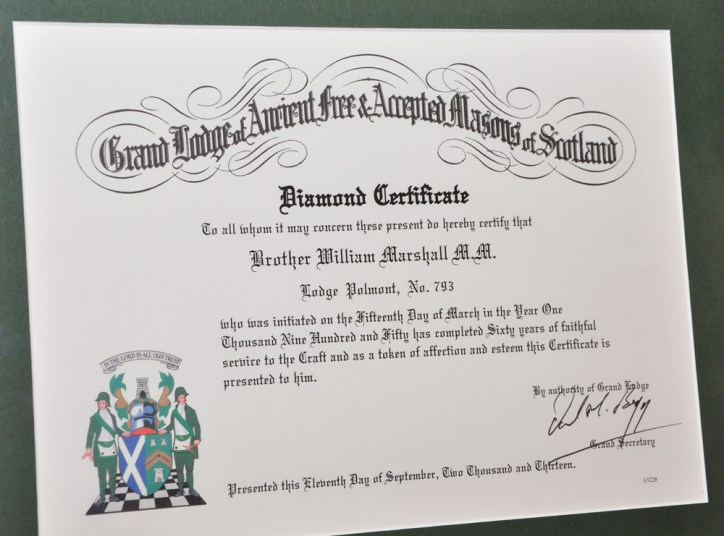 Grand Lodge of Ancient Free & Accepted Masons of Scotland
Diamond Certificate
To all whom it may concern these present do hereby certify that
Brother William Marshall M.M.
Lodge Polmont, No. 793
who was initiated on the Fifteenth Day of March in the Year One
Thousand Nine Hundred and Fifty has completed Sixty years of faithful
service to the Craft and as a token of affection and esteem this Certificate is
presented to him.
IN THE LORD IS ALL OUR TRUST
By authority of Grand Lodge
Grand Secretary
Presented this Eleventh Day of September, Two Thousand and Thirteen.